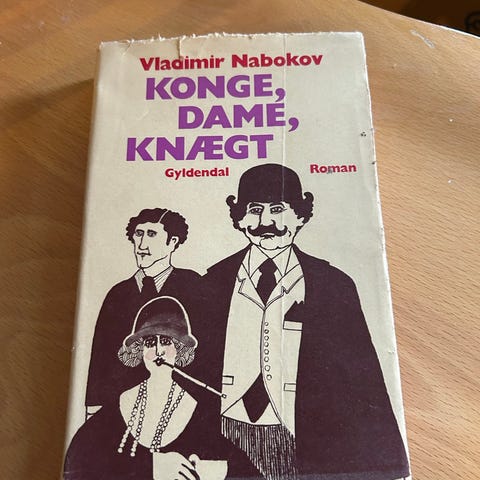 Vladimir Nabokov
KONGE,
DAME,
KNÆGT
Gyldendal Roman